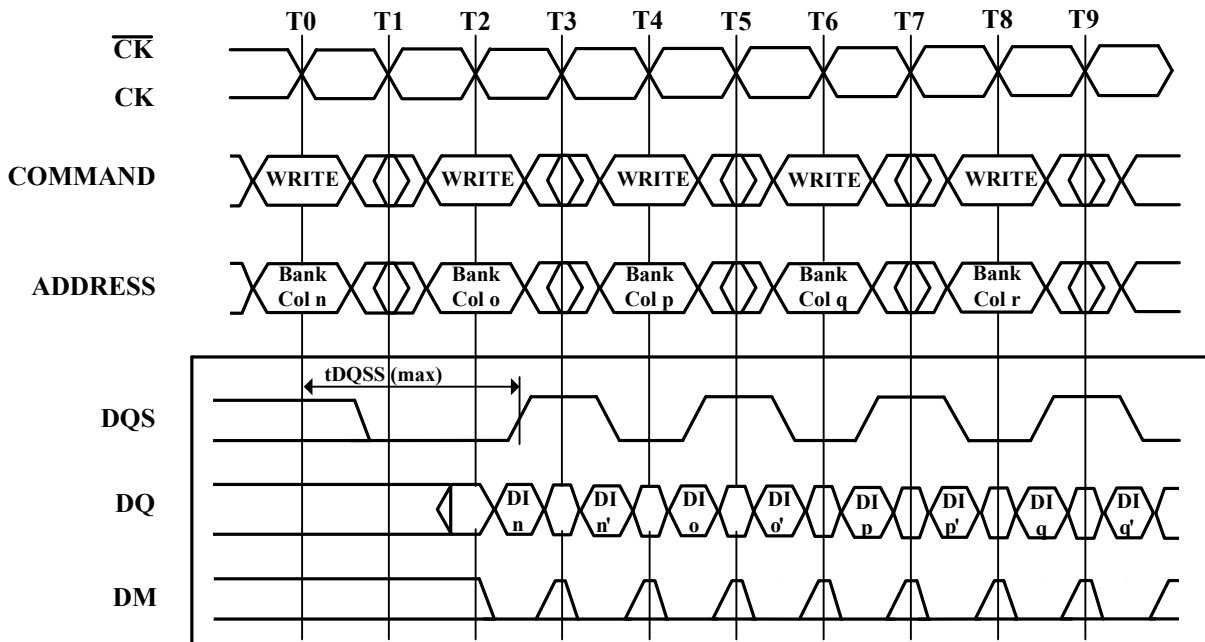 T0 T1 T2 T3 T4 T5 T6 T7 T8 T9
CK
CK
COMMAND WRITE WRITE WRITE WRITE WRITE
ADDRESS Bank Bank Bank Bank Bank
Col n Col o Col p Col q Col r
tDQSS (max)
DQS
DQ DI DI DI DI DI DI DI DI
n n' o o' p p' q q'
DM